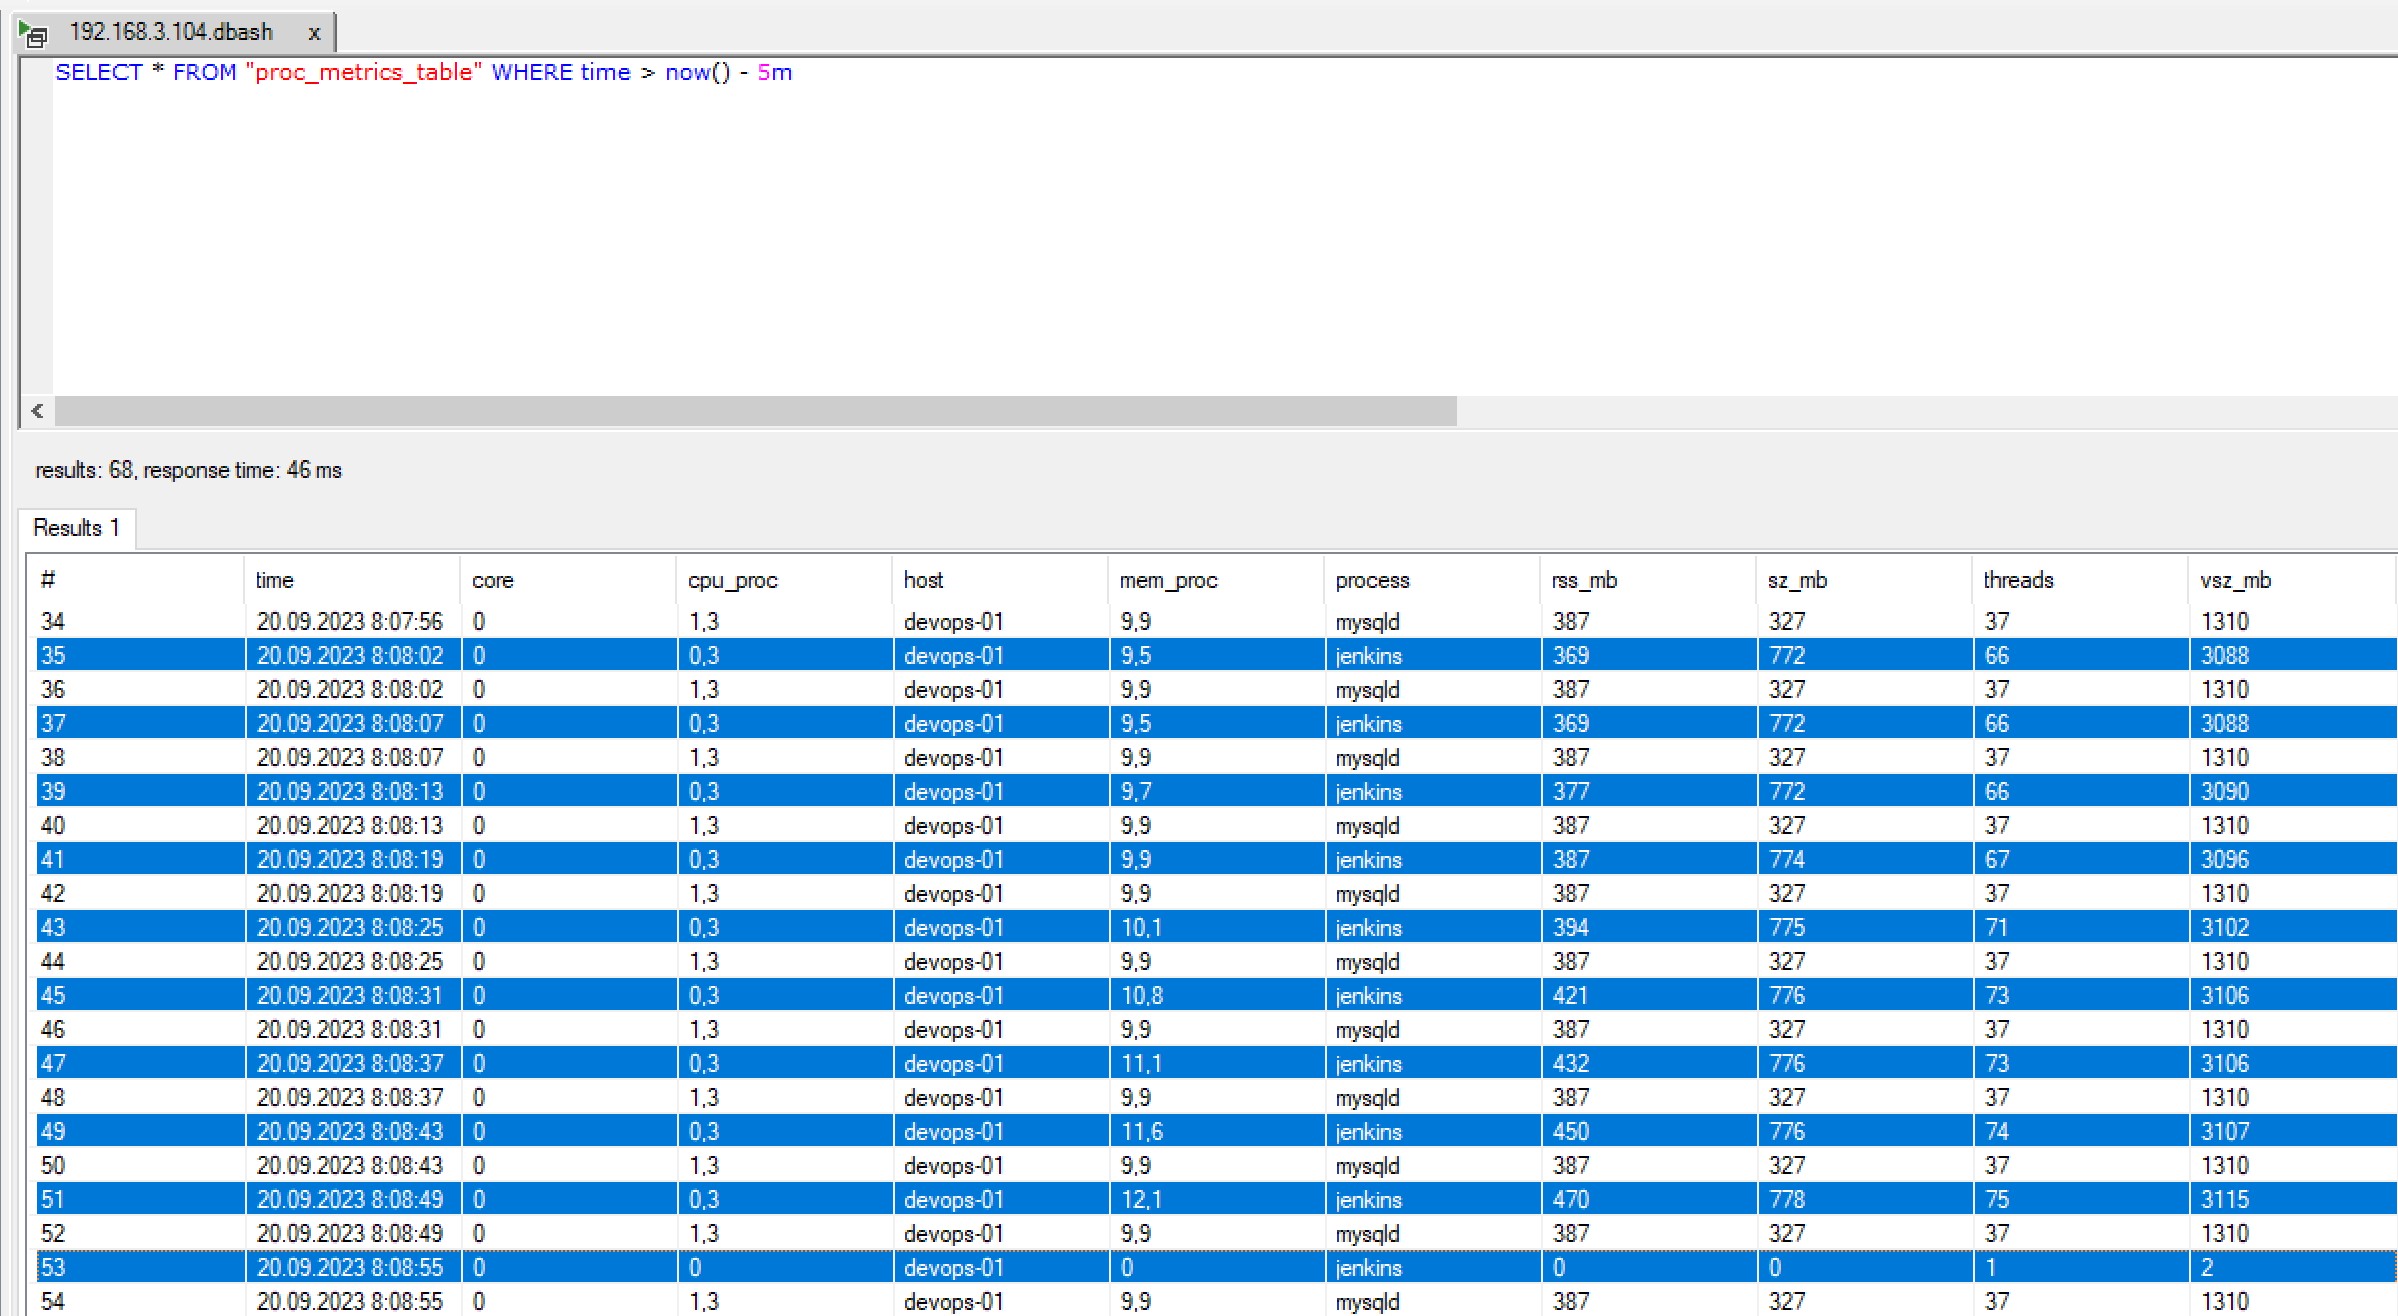 192.168.3.104.dbash x
SELECT * FROM "proc_metrics_table" WHERE time > now() - 5m
results: 68, response time: 46 ms
Results 1
# time core cpu_proc host mem_proc process rss_mb sz_mb threads vsz_mb
34 20.09.2023 8:07:56 0 1,3 devops-01 9,9 mysqld 387 327 37 1310
35 20.09.2023 8:08:02 0 0,3 devops-01 9,5 jenkins 369 772 66 3088
36 20.09.2023 8:08:02 0 1,3 devops-01 9,9 mysqld 387 327 37 1310
37 20.09.2023 8:08:07 0 0,3 devops-01 9,5 jenkins 369 772 66 3088
38 20.09.2023 8:08:07 0 1,3 devops-01 9,9 mysqld 387 327 37 1310
39 20.09.2023 8:08:13 0 0,3 devops-01 9,7 jenkins 377 772 66 3090
40 20.09.2023 8:08:13 0 1,3 devops-01 9,9 mysqld 387 327 37 1310
41 20.09.2023 8:08:19 0 0,3 devops-01 9,9 jenkins 387 774 67 3096
42 20.09.2023 8:08:19 0 1,3 devops-01 9,9 mysqld 387 327 37 1310
43 20.09.2023 8:08:25 0 0,3 devops-01 10,1 jenkins 394 775 71 3102
44 20.09.2023 8:08:25 0 1,3 devops-01 9,9 mysqld 387 327 37 1310
45 20.09.2023 8:08:31 0 0,3 devops-01 10,8 jenkins 421 776 73 3106
46 20.09.2023 8:08:31 0 1,3 devops-01 9,9 mysqld 387 327 37 1310
47 20.09.2023 8:08:37 0 0,3 devops-01 11,1 jenkins 432 776 73 3106
48 20.09.2023 8:08:37 0 1,3 devops-01 9,9 mysqld 387 327 37 1310
49 20.09.2023 8:08:43 0 0,3 devops-01 11,6 jenkins 450 776 74 3107
50 20.09.2023 8:08:43 0 1,3 devops-01 9,9 mysqld 387 327 37 1310
51 20.09.2023 8:08:49 0 0,3 devops-01 12,1 jenkins 470 778 75 3115
52 20.09.2023 8:08:49 0 1,3 devops-01 9,9 mysqld 387 327 37 1310
53 20.09.2023 8:08:55 0 0 devops-01 0 jenkins 0 0 1 2
54 20.09.2023 8:08:55 0 1,3 devops-01 9,9 mysqld 387 327 37 1310